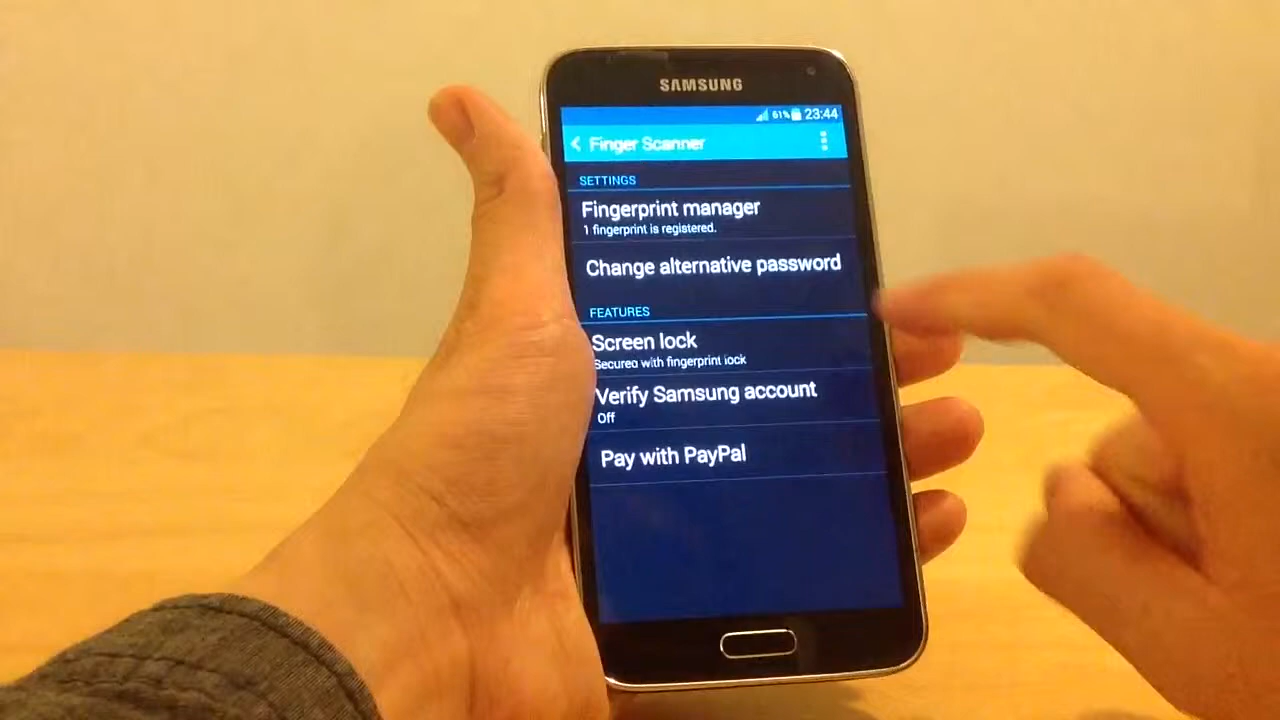 SAMSUNG
61% 23:44
Finger Scanner
SETTINGS
Fingerprint manager
1 fingerprint is registered.
Change alternative password
FEATURES
Screen lock
Secured with fingerprint lock
Verify Samsung account
Off
Pay with PayPal